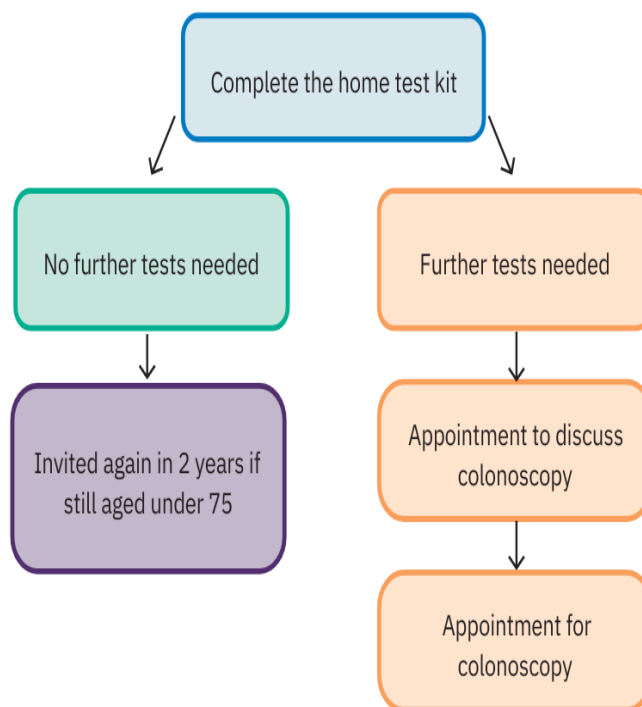 Complete the home test kit
No further tests needed
Further tests needed
Invited again in 2 years if
still aged under 75
Appointment to discuss
colonoscopy
Appointment for
colonoscopy